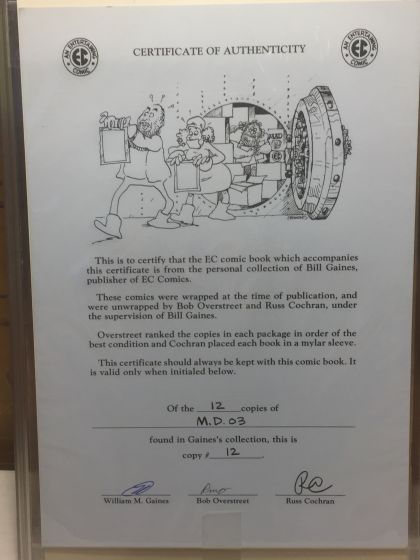 AN ENTERTAINING
EC
COMIC
CERTIFICATE OF AUTHENTICITY
AN ENTERTAINING
EC
COMIC
This is to certify that the EC comic book which accompanies
this certificate is from the personal collection of Bill Gaines,
publisher of EC Comics.
These comics were wrapped at the time of publication, and
were unwrapped by Bob Overstreet and Russ Cochran, under
the supervision of Bill Gaines.
Overstreet ranked the copies in each package in order of the
best condition and Cochran placed each book in a mylar sleeve.
This certificate should always be kept with this comic book. It
is valid only when initialed below.
Of the 12 copies of
M.D. 03
found in Gaines's collection, this is
copy # 12.
William M. Gaines Bob Overstreet Russ Cochran